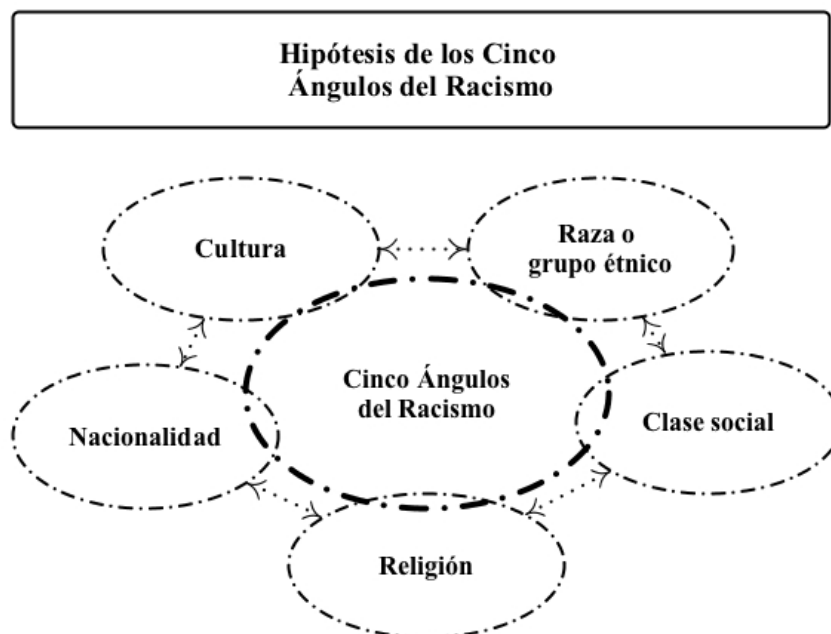 Hipótesis de los Cinco
Ángulos del Racismo
Cultura
Raza o
grupo étnico
Cinco Ángulos
del Racismo
Nacionalidad
Clase social
Religión